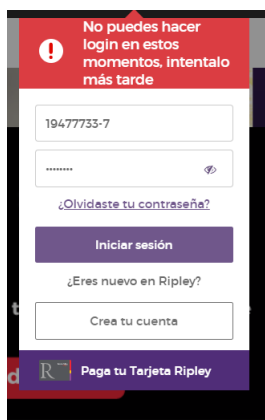 No puedes hacer
login en estos
momentos, intentalo
más tarde
19477733-7
••••••••
¿Olvidaste tu contraseña?
Iniciar sesión
¿Eres nuevo en Ripley?
Crea tu cuenta
R Paga tu Tarjeta Ripley